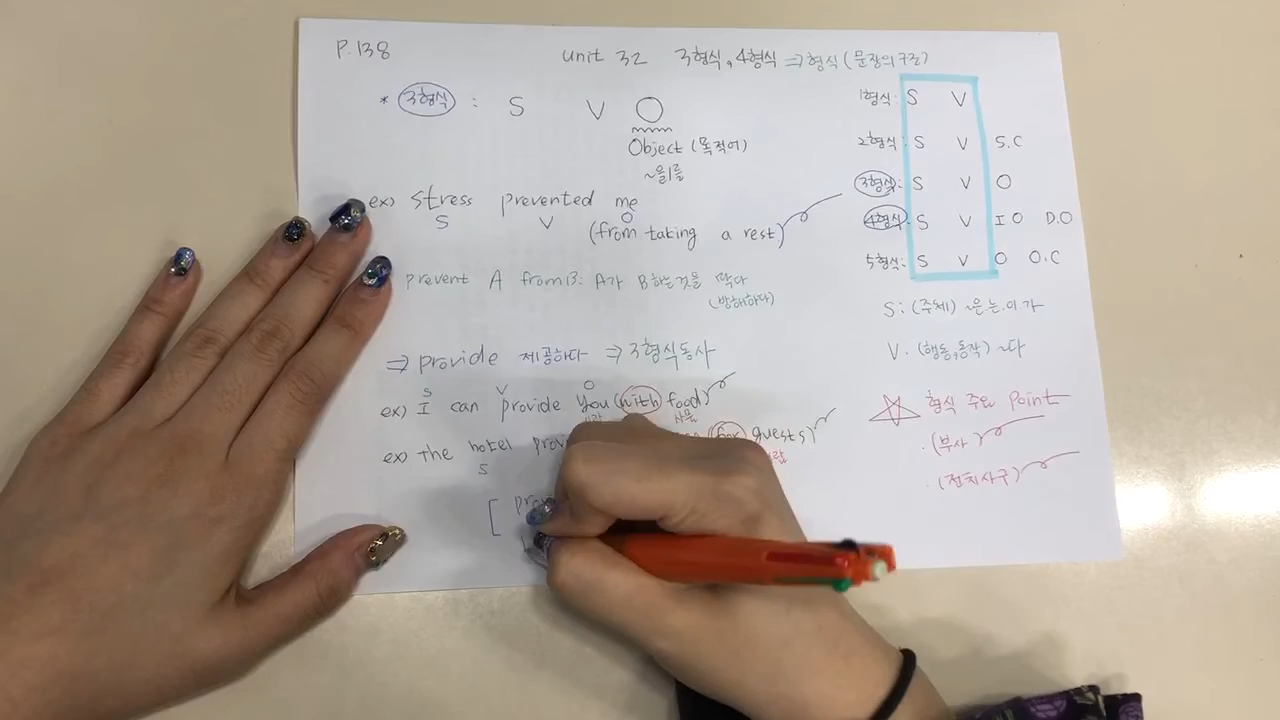 P.138
unit 32 3형식, 4형식 ⇒ 형식 (문장의 구조)
* 3형식 : S V O
Object (목적어)
~을/를
ex) stress prevented me
S V O
(from taking a rest)
prevent A from B: A가 B하는것을 막다
(방해하다)
⇒ provide 제공하다 ⇒ 3형식동사
S V O
ex) I can provide you (with food)
사물
ex) The hotel (for guests)
S
[
1형식: S V
2형식: S V S.C
3형식: S V O
4형식: S V I.O D.O
5형식: S V O O.C
S: (주체) ~은.는.이.가
V. (행동,동작) ~다
☆ 형식 주요 Point
. (부사)
. (전치사구)